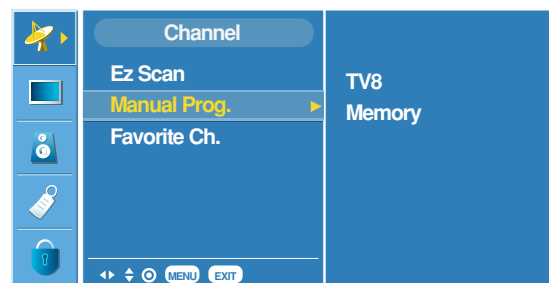 Channel
Ez Scan
Manual Prog.
Favorite Ch.
MENU EXIT
TV8
Memory